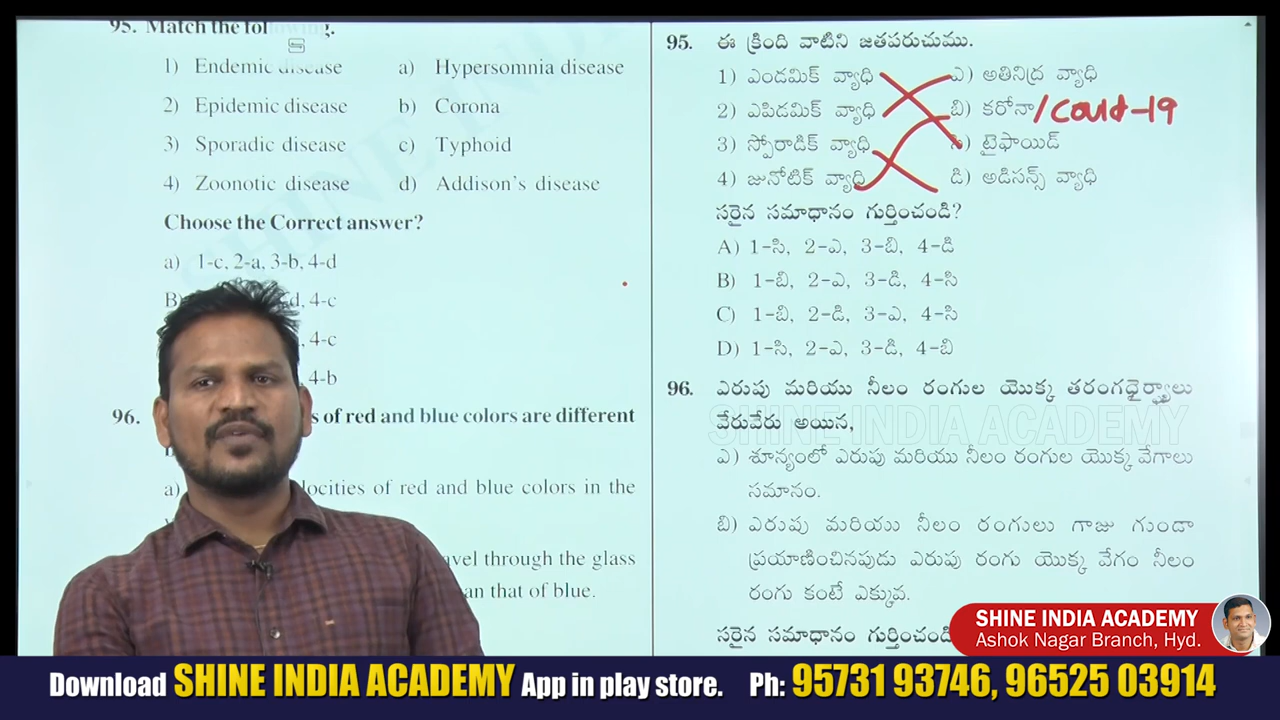 95. Match the following.
1) Endemic disease a) Hypersomnia disease
2) Epidemic disease b) Corona
3) Sporadic disease c) Typhoid
4) Zoonotic disease d) Addison's disease
Choose the Correct answer?
a) 1-c, 2-a, 3-b, 4-d
B) d, 4-c
, 4-c
, 4-b
96. s of red and blue colors are different
a) locities of red and blue colors in the
avel through the glass
an that of blue.
95. ఈ క్రింది వాటిని జతపరుచుము.
1) ఎండమిక్ వ్యాధి ఎ) అతినిద్ర వ్యాధి
2) ఎపిడమిక్ వ్యాధి బి) కరోనా/Covid-19
3) స్పోరాడిక్ వ్యాధి సి) టైఫాయిడ్
4) జునోటిక్ వ్యాధి డి) అడిసన్స్ వ్యాధి
సరైన సమాధానం గుర్తించండి?
A) 1-సి, 2-ఎ, 3-బి, 4-డి
B) 1-బి, 2-ఎ, 3-డి, 4-సి
C) 1-బి, 2-డి, 3-ఎ, 4-సి
D) 1-సి, 2-ఎ, 3-డి, 4-బి
96. ఎరుపు మరియు నీలం రంగుల యొక్క తరంగదైర్ఘ్యాలు
వేరువేరు అయిన,
ఎ) శూన్యంలో ఎరుపు మరియు నీలం రంగుల యొక్క వేగాలు
సమానం.
బి) ఎరుపు మరియు నీలం రంగులు గాజు గుండా
ప్రయాణించినపుడు ఎరుపు రంగు యొక్క వేగం నీలం
రంగు కంటే ఎక్కువ.
సరైన సమాధానం గుర్తించండి
SHINE INDIA ACADEMY
SHINE INDIA ACADEMY
Ashok Nagar Branch, Hyd.
Download SHINE INDIA ACADEMY App in play store. Ph: 95731 93746, 96525 03914